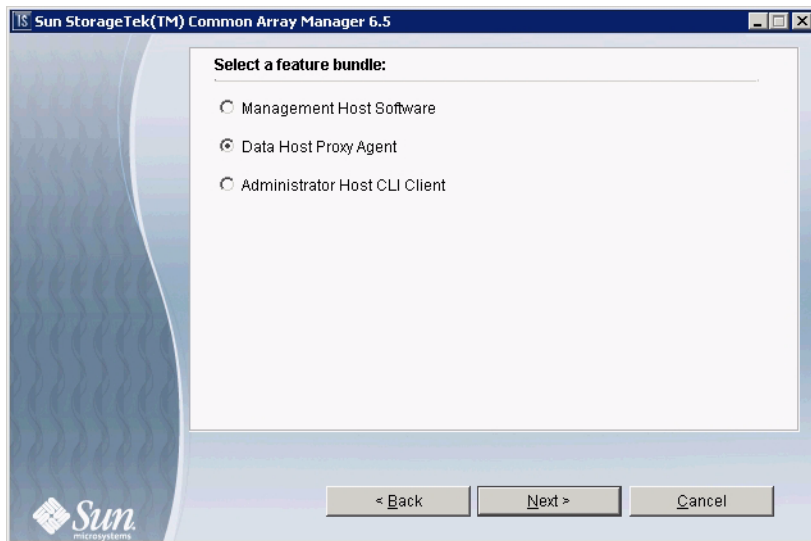 Sun StorageTek(TM) Common Array Manager 6.5
Select a feature bundle:
Management Host Software
Data Host Proxy Agent
Administrator Host CLI Client
< Back
Next >
Cancel
Sun
microsystems